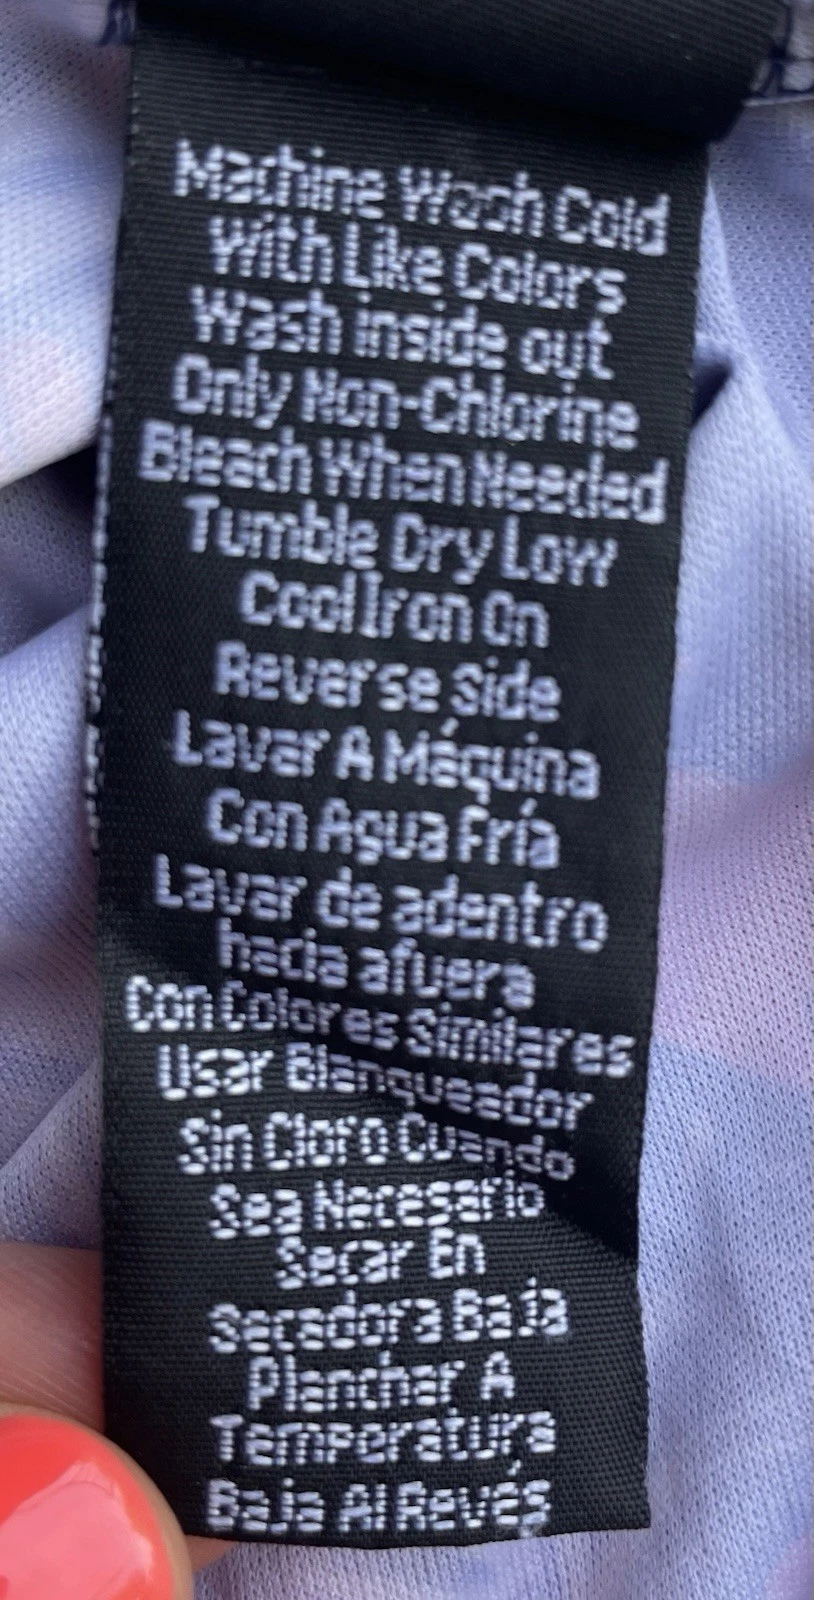 Machine Wash Cold
With Like Colors
Wash inside out
Only Non-Chlorine
Bleach When Needed
Tumble Dry Low
Cool Iron On
Reverse Side
Lavar A Máquina
Con Agua Fría
Lavar de adentro
hacia afuera
Con Colores Similares
Usar Blanqueador
Sin Cloro Cuando
Sea Necesario
Secar En
Secadora Baja
Planchar A
Temperatura
Baja Al Revés